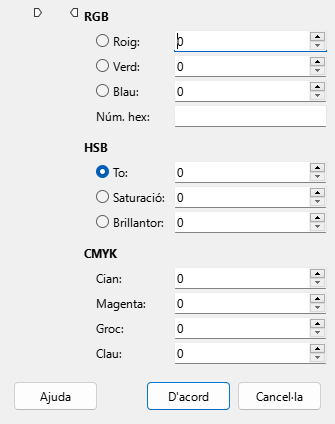 RGB
Roig: 0
Verd: 0
Blau: 0
Núm. hex:
HSB
To: 0
Saturació: 0
Brillantor: 0
CMYK
Cian: 0
Magenta: 0
Groc: 0
Clau: 0
Ajuda D'acord Cancel·la